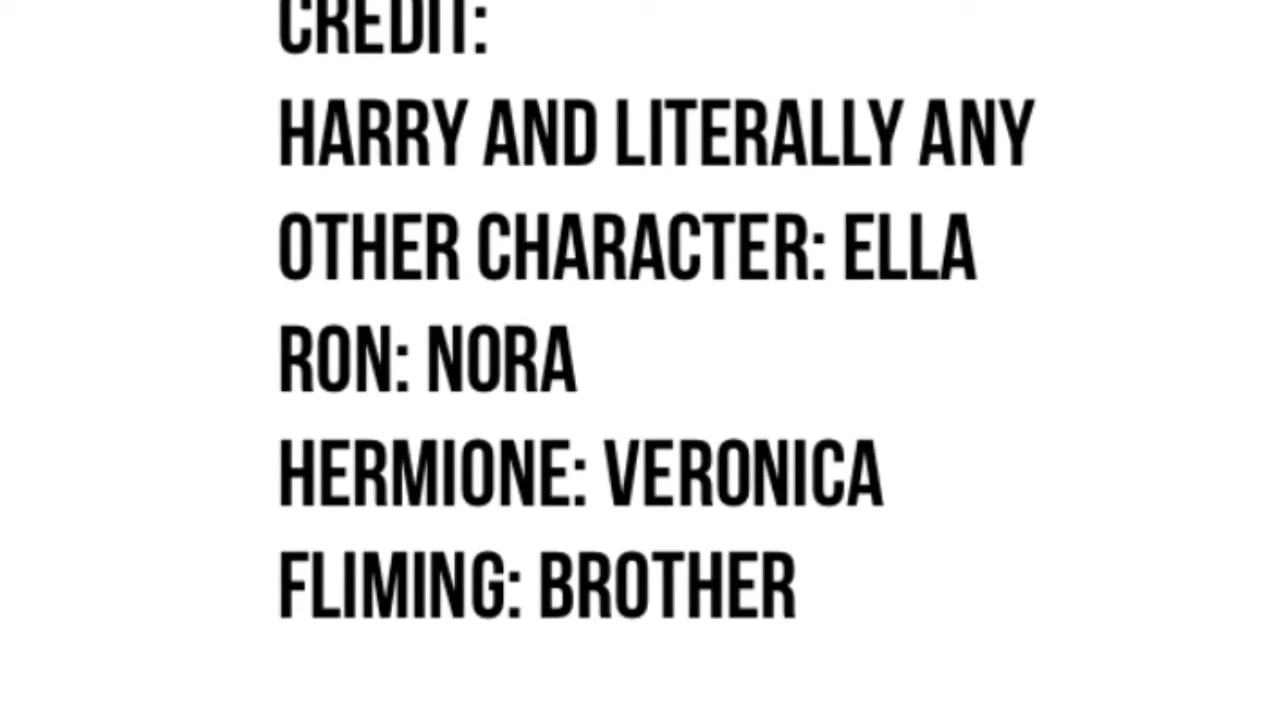 CREDIT:
HARRY AND LITERALLY ANY
OTHER CHARACTER: ELLA
RON: NORA
HERMIONE: VERONICA
FLIMING: BROTHER